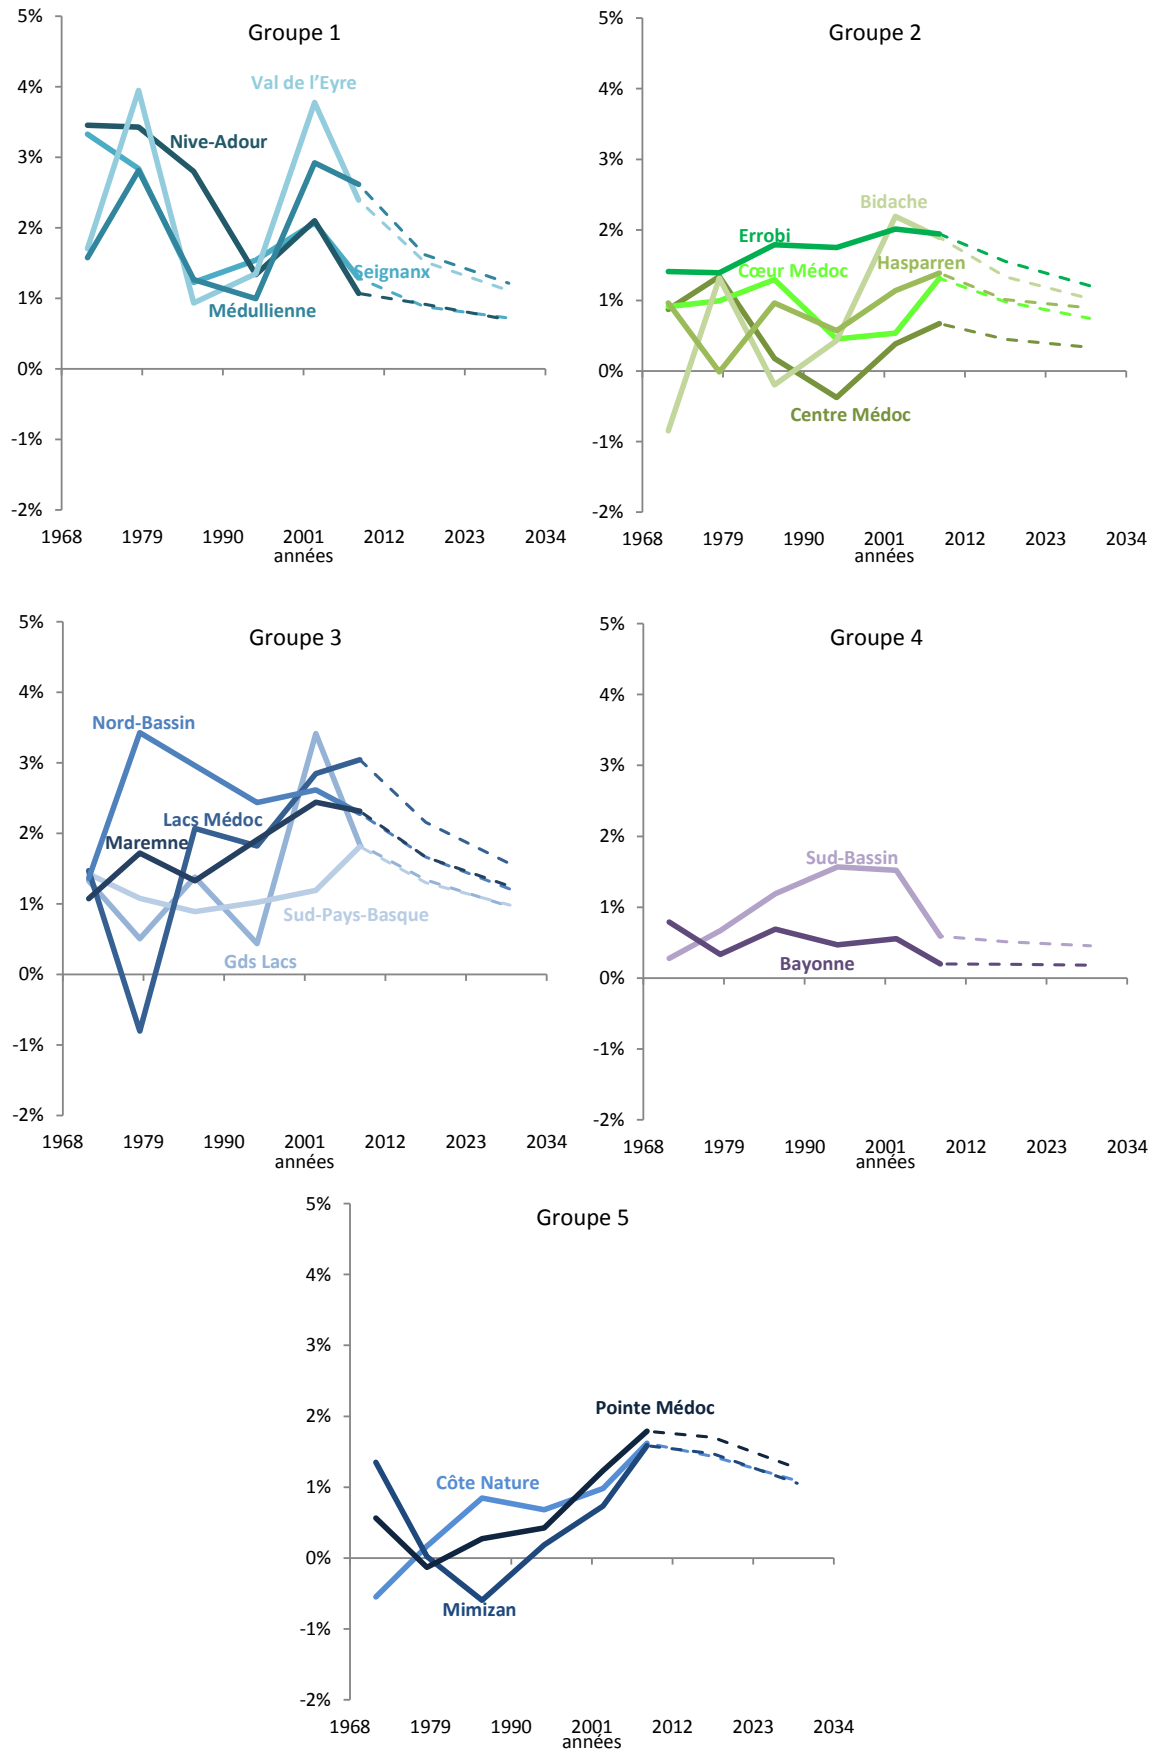 Groupe 1
5%
4%
3%
2%
1%
0%
-1%
-2%
Val de l'Eyre
Nive-Adour
Seignanx
Médullienne
1968 1979 1990 2001 2012 2023 2034
années
Groupe 2
5%
4%
3%
2%
1%
0%
-1%
-2%
Bidache
Errobi
Hasparren
Cœur Médoc
Centre Médoc
1968 1979 1990 2001 2012 2023 2034
années
Groupe 3
5%
4%
3%
2%
1%
0%
-1%
-2%
Nord-Bassin
Lacs Médoc
Maremne
Sud-Pays-Basque
Gds Lacs
1968 1979 1990 2001 2012 2023 2034
années
Groupe 4
5%
4%
3%
2%
1%
0%
-1%
-2%
Sud-Bassin
Bayonne
1968 1979 1990 2001 2012 2023 2034
années
Groupe 5
5%
4%
3%
2%
1%
0%
-1%
-2%
Pointe Médoc
Côte Nature
Mimizan
1968 1979 1990 2001 2012 2023 2034
années